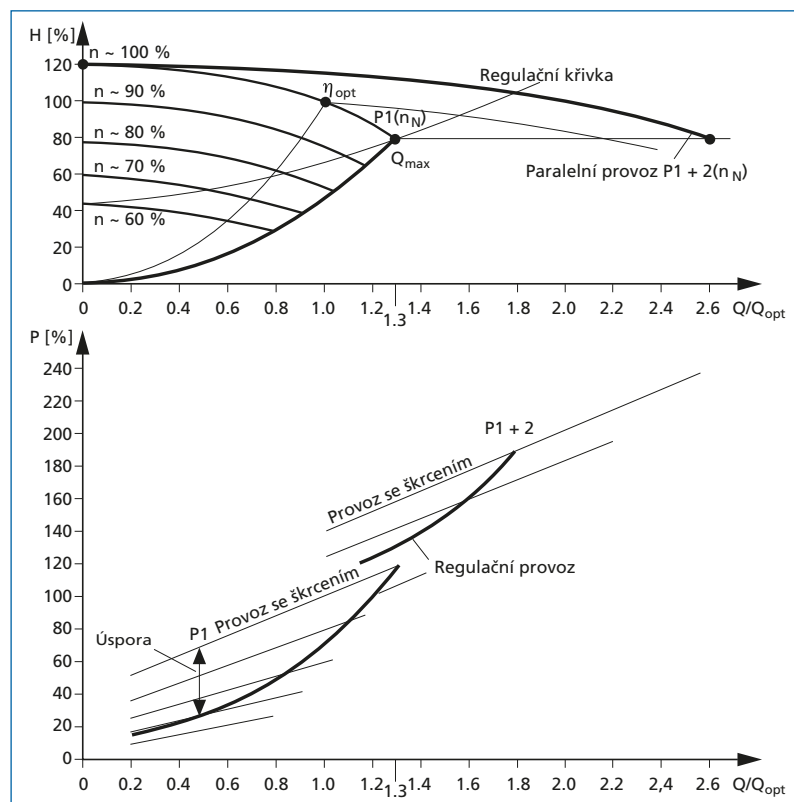 H [%]
n ~ 100 %
120
Regulační křivka
n ~ 90 %
ηopt
100
P1(nN)
n ~ 80 %
80
Qmax
n ~ 70 %
Paralelní provoz P1 + 2(nN)
60
40
n ~ 60 %
20
0
0 0.2 0.4 0.6 0.8 1.0 1.2 1.3 1.4 1.6 1.8 2.0 2.2 2.4 2.6 Q/Qopt
P [%]
240
220
200
P1 + 2
180
Provoz se škrcením
160
140
120
Regulační provoz
Provoz se škrcením
100
80
P1
Úspora
60
40
20
0
0 0.2 0.4 0.6 0.8 1.0 1.2 1.3 1.4 1.6 1.8 2.0 2.2 2.4 2.6 Q/Qopt